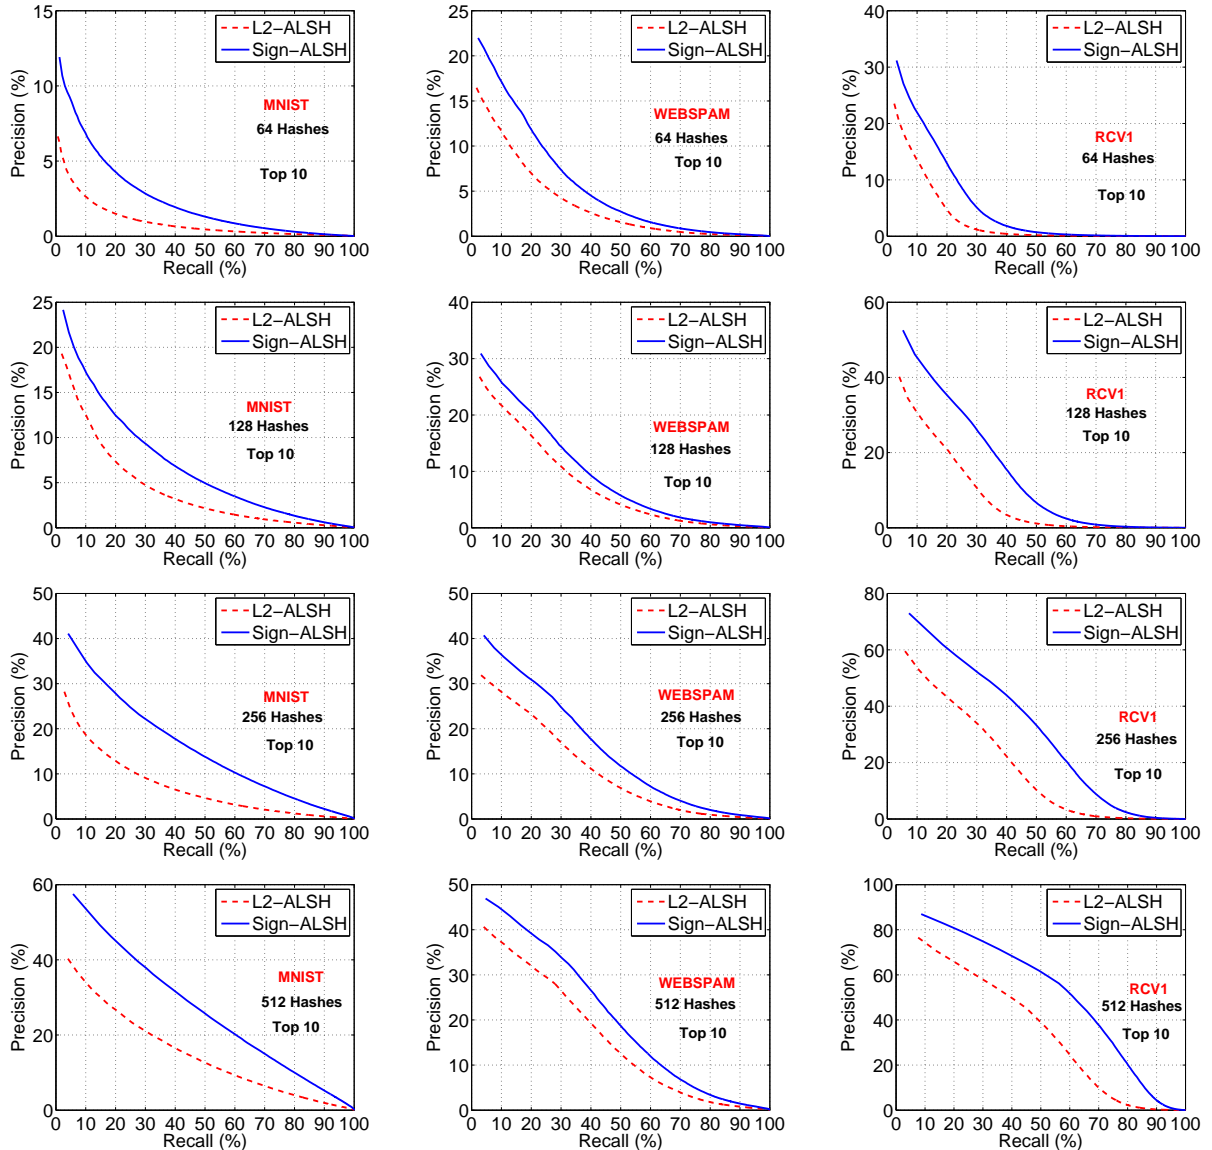 15
10
5
0
0 10 20 30 40 50 60 70 80 90 100
Precision (%)
Recall (%)
L2−ALSH
Sign−ALSH
MNIST
64 Hashes
Top 10
25
20
15
10
5
0
0 10 20 30 40 50 60 70 80 90 100
Precision (%)
Recall (%)
L2−ALSH
Sign−ALSH
WEBSPAM
64 Hashes
Top 10
40
30
20
10
0
0 10 20 30 40 50 60 70 80 90 100
Precision (%)
Recall (%)
L2−ALSH
Sign−ALSH
RCV1
64 Hashes
Top 10
25
20
15
10
5
0
0 10 20 30 40 50 60 70 80 90 100
Precision (%)
Recall (%)
L2−ALSH
Sign−ALSH
MNIST
128 Hashes
Top 10
40
30
20
10
0
0 10 20 30 40 50 60 70 80 90 100
Precision (%)
Recall (%)
L2−ALSH
Sign−ALSH
WEBSPAM
128 Hashes
Top 10
60
40
20
0
0 10 20 30 40 50 60 70 80 90 100
Precision (%)
Recall (%)
L2−ALSH
Sign−ALSH
RCV1
128 Hashes
Top 10
50
40
30
20
10
0
0 10 20 30 40 50 60 70 80 90 100
Precision (%)
Recall (%)
L2−ALSH
Sign−ALSH
MNIST
256 Hashes
Top 10
50
40
30
20
10
0
0 10 20 30 40 50 60 70 80 90 100
Precision (%)
Recall (%)
L2−ALSH
Sign−ALSH
WEBSPAM
256 Hashes
Top 10
80
60
40
20
0
0 10 20 30 40 50 60 70 80 90 100
Precision (%)
Recall (%)
L2−ALSH
Sign−ALSH
RCV1
256 Hashes
Top 10
60
40
20
0
0 10 20 30 40 50 60 70 80 90 100
Precision (%)
Recall (%)
L2−ALSH
Sign−ALSH
MNIST
512 Hashes
Top 10
50
40
30
20
10
0
0 10 20 30 40 50 60 70 80 90 100
Precision (%)
Recall (%)
L2−ALSH
Sign−ALSH
WEBSPAM
512 Hashes
Top 10
100
80
60
40
20
0
0 10 20 30 40 50 60 70 80 90 100
Precision (%)
Recall (%)
L2−ALSH
Sign−ALSH
RCV1
512 Hashes
Top 10